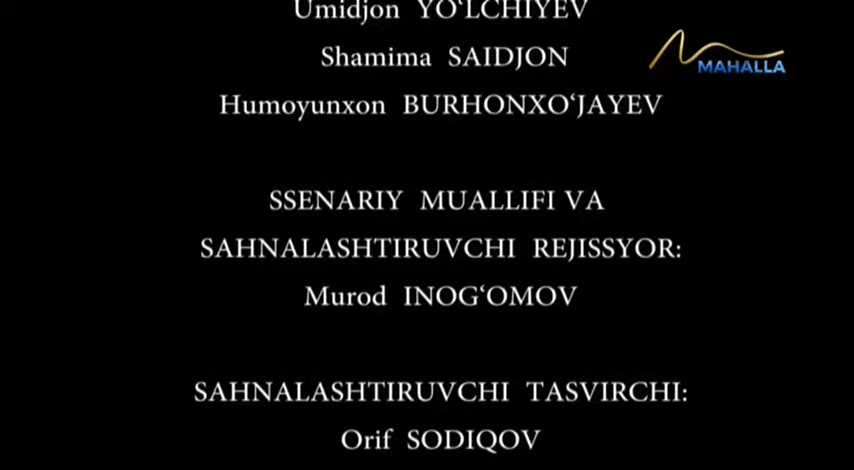 Umidjon YO‘LCHIYEV
Shamima SAIDJON
MAHALLA
Humoyunxon BURHONXO‘JAYEV
SSENARIY MUALLIFI VA
SAHNALASHTIRUVCHI REJISSYOR:
Murod INOG‘OMOV
SAHNALASHTIRUVCHI TASVIRCHI:
Orif SODIQOV